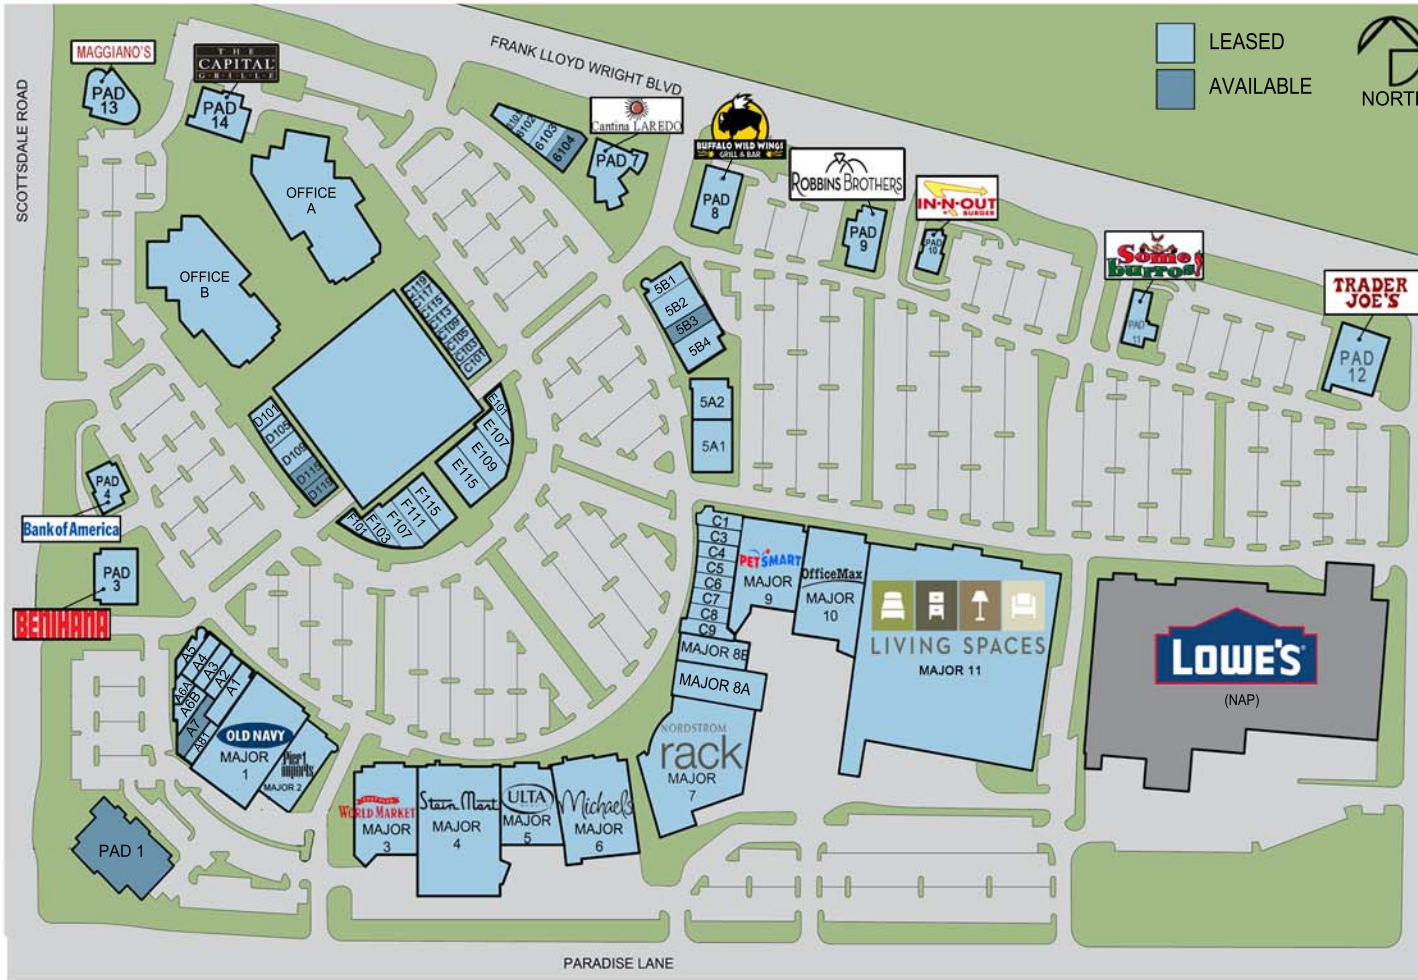 LEASED
AVAILABLE
NORTH
SCOTTSDALE ROAD
FRANK LLOYD WRIGHT BLVD
PARADISE LANE
MAGGIANO'S
PAD
13
THE
CAPITAL
GRILLE
PAD
14
OFFICE
A
OFFICE
B
6102
6103
6104
Cantina LAREDO
PAD 7
BUFFALO WILD WINGS
GRILL & BAR
PAD
8
ROBBINS BROTHERS
PAD
9
IN-N-OUT
BURGER
PAD
10
Some
burros!
PAD
11
TRADER
JOE'S
PAD
12
5B1
5B2
5B3
5B4
5A2
5A1
C119
C117
C115
C113
C109
C105
C103
C101
D101
D105
D109
D115
D119
E101
E107
E109
E115
F115
F111
F107
F103
F101
PAD
4
Bank of America
PAD
3
BENIHANA
A5
A4
A3
A2
A1
A6A
A6B
A7
A81
OLD NAVY
MAJOR
1
Pier 1
imports
MAJOR 2
PAD 1
WORLD MARKET
MAJOR
3
Stein Mart
MAJOR
4
ULTA
MAJOR
5
Michaels
MAJOR
6
NORDSTROM
rack
MAJOR
7
MAJOR 8A
MAJOR 8B
C1
C3
C4
C5
C6
C7
C8
C9
PETSMART
MAJOR
9
OfficeMax
MAJOR
10
LIVING SPACES
MAJOR 11
LOWE'S
(NAP)